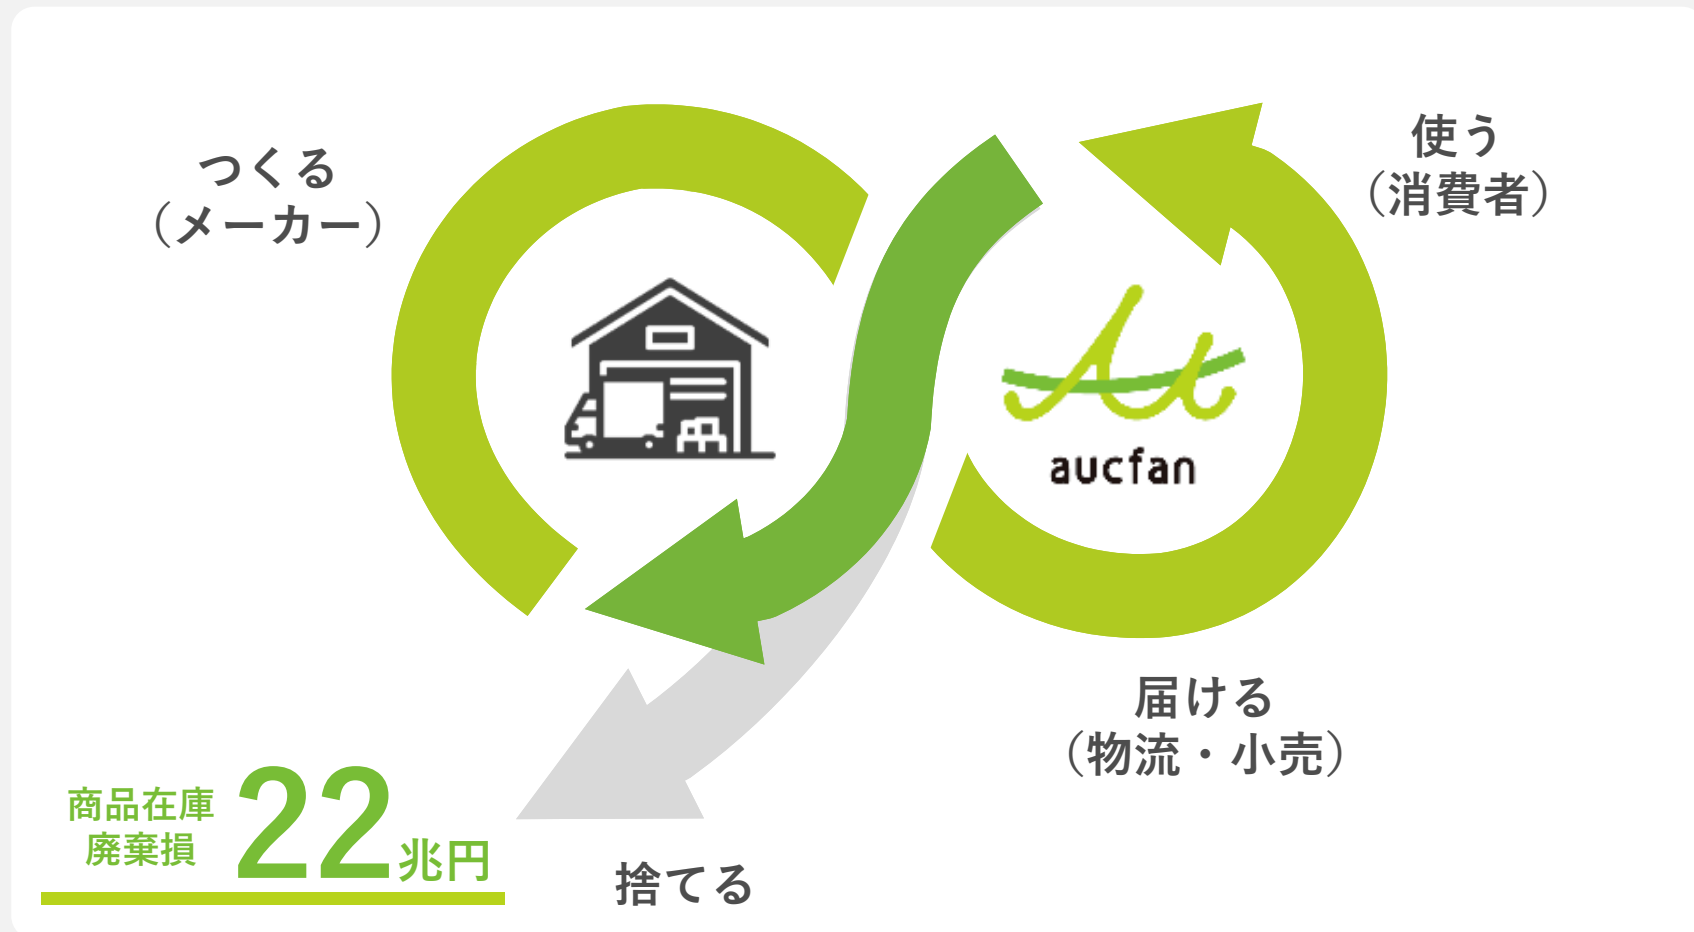 つくる
（メーカー）
使う
（消費者）
aucfan
届ける
（物流・小売）
商品在庫
廃棄損
22兆円
捨てる